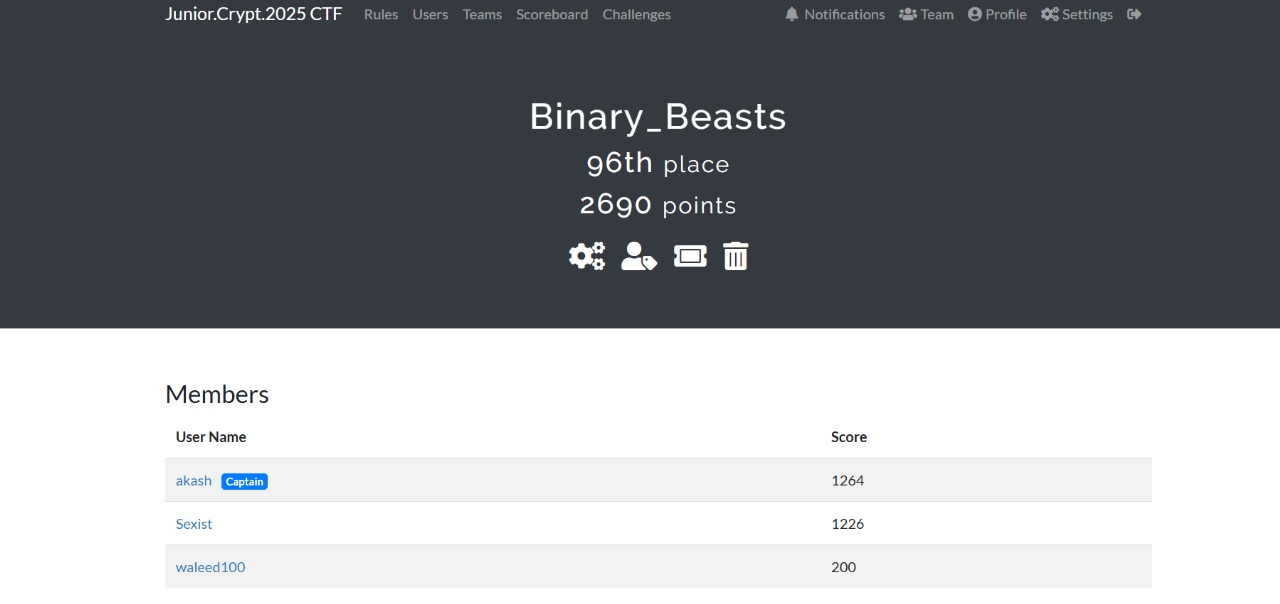 Junior.Crypt.2025 CTF Rules Users Teams Scoreboard Challenges Notifications Team Profile Settings
Binary_Beasts
96th place
2690 points
Members
User Name Score
akash Captain 1264
Sexist 1226
waleed100 200